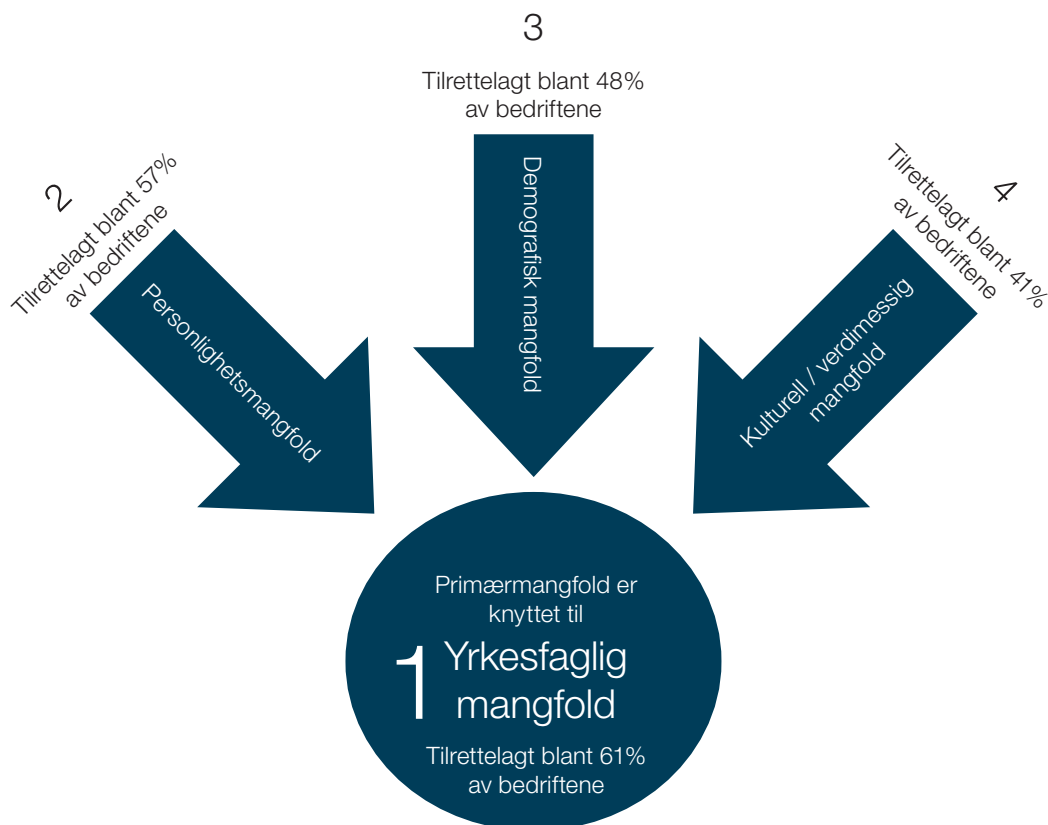 3
Tilrettelagt blant 48%
av bedriftene
Demografisk mangfold
2
Tilrettelagt blant 57%
av bedriftene
Personlighetsmangfold
4
Tilrettelagt blant 41%
av bedriftene
Kulturell / verdimessig
mangfold
Primærmangfold er
knyttet til
1 Yrkesfaglig
mangfold
Tilrettelagt blant 61%
av bedriftene